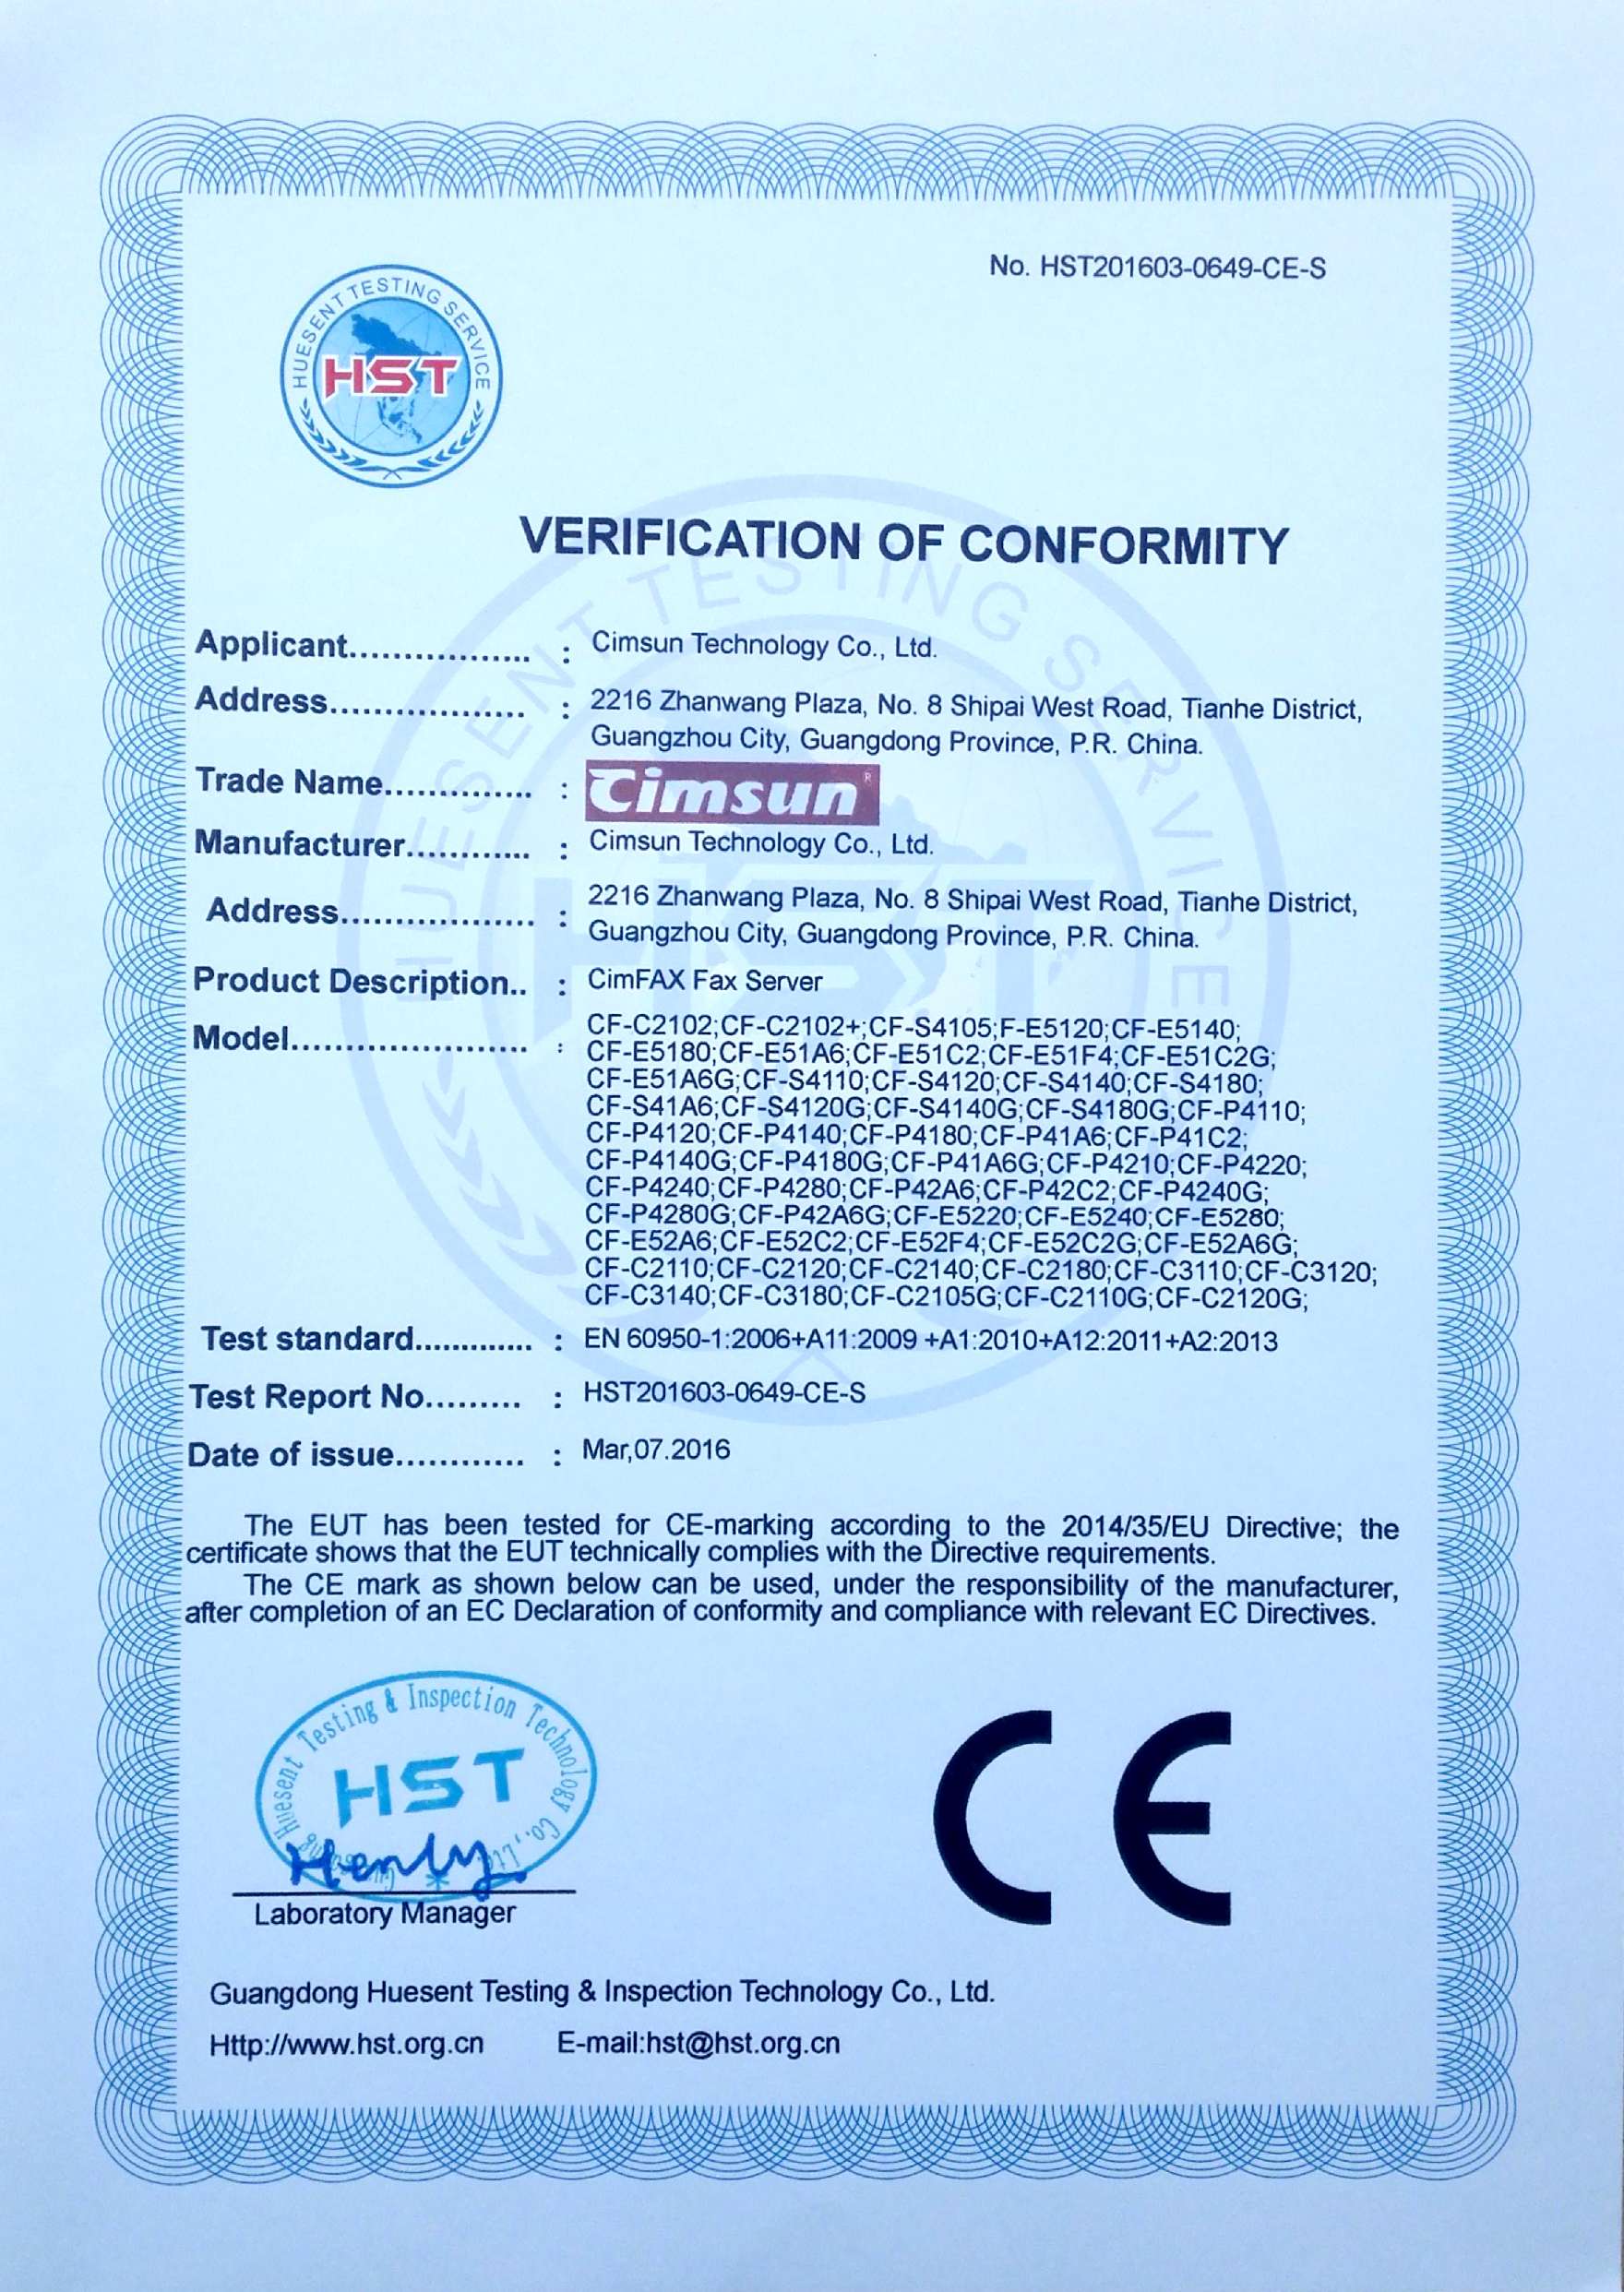 No. HST201603-0649-CE-S
HUESENT TESTING SERVICE
HST
VERIFICATION OF CONFORMITY
Applicant................. : Cimsun Technology Co., Ltd.
Address.................. : 2216 Zhanwang Plaza, No. 8 Shipai West Road, Tianhe District,
Guangzhou City, Guangdong Province, P.R. China.
Trade Name.............. : Cimsun®
Manufacturer............ : Cimsun Technology Co., Ltd.
Address.................. : 2216 Zhanwang Plaza, No. 8 Shipai West Road, Tianhe District,
Guangzhou City, Guangdong Province, P.R. China.
Product Description.. : CimFAX Fax Server
Model....................... : CF-C2102;CF-C2102+;CF-S4105;F-E5120;CF-E5140;
CF-E5180;CF-E51A6;CF-E51C2;CF-E51F4;CF-E51C2G;
CF-E51A6G;CF-S4110;CF-S4120;CF-S4140;CF-S4180;
CF-S41A6;CF-S4120G;CF-S4140G;CF-S4180G;CF-P4110;
CF-P4120;CF-P4140;CF-P4180;CF-P41A6;CF-P41C2;
CF-P4140G;CF-P4180G;CF-P41A6G;CF-P4210;CF-P4220;
CF-P4240;CF-P4280;CF-P42A6;CF-P42C2;CF-P4240G;
CF-P4280G;CF-P42A6G;CF-E5220;CF-E5240;CF-E5280;
CF-E52A6;CF-E52C2;CF-E52F4;CF-E52C2G;CF-E52A6G;
CF-C2110;CF-C2120;CF-C2140;CF-C2180;CF-C3110;CF-C3120;
CF-C3140;CF-C3180;CF-C2105G;CF-C2110G;CF-C2120G;
Test standard............. : EN 60950-1:2006+A11:2009 +A1:2010+A12:2011+A2:2013
Test Report No......... : HST201603-0649-CE-S
Date of issue............ : Mar,07.2016
The EUT has been tested for CE-marking according to the 2014/35/EU Directive; the
certificate shows that the EUT technically complies with the Directive requirements.
The CE mark as shown below can be used, under the responsibility of the manufacturer,
after completion of an EC Declaration of conformity and compliance with relevant EC Directives.
Huesent Testing & Inspection Technology Co., Ltd.
HST
Henly
CE
Laboratory Manager
Guangdong Huesent Testing & Inspection Technology Co., Ltd.
Http://www.hst.org.cn E-mail:hst@hst.org.cn
HUESENT TESTING SERVICE
HST